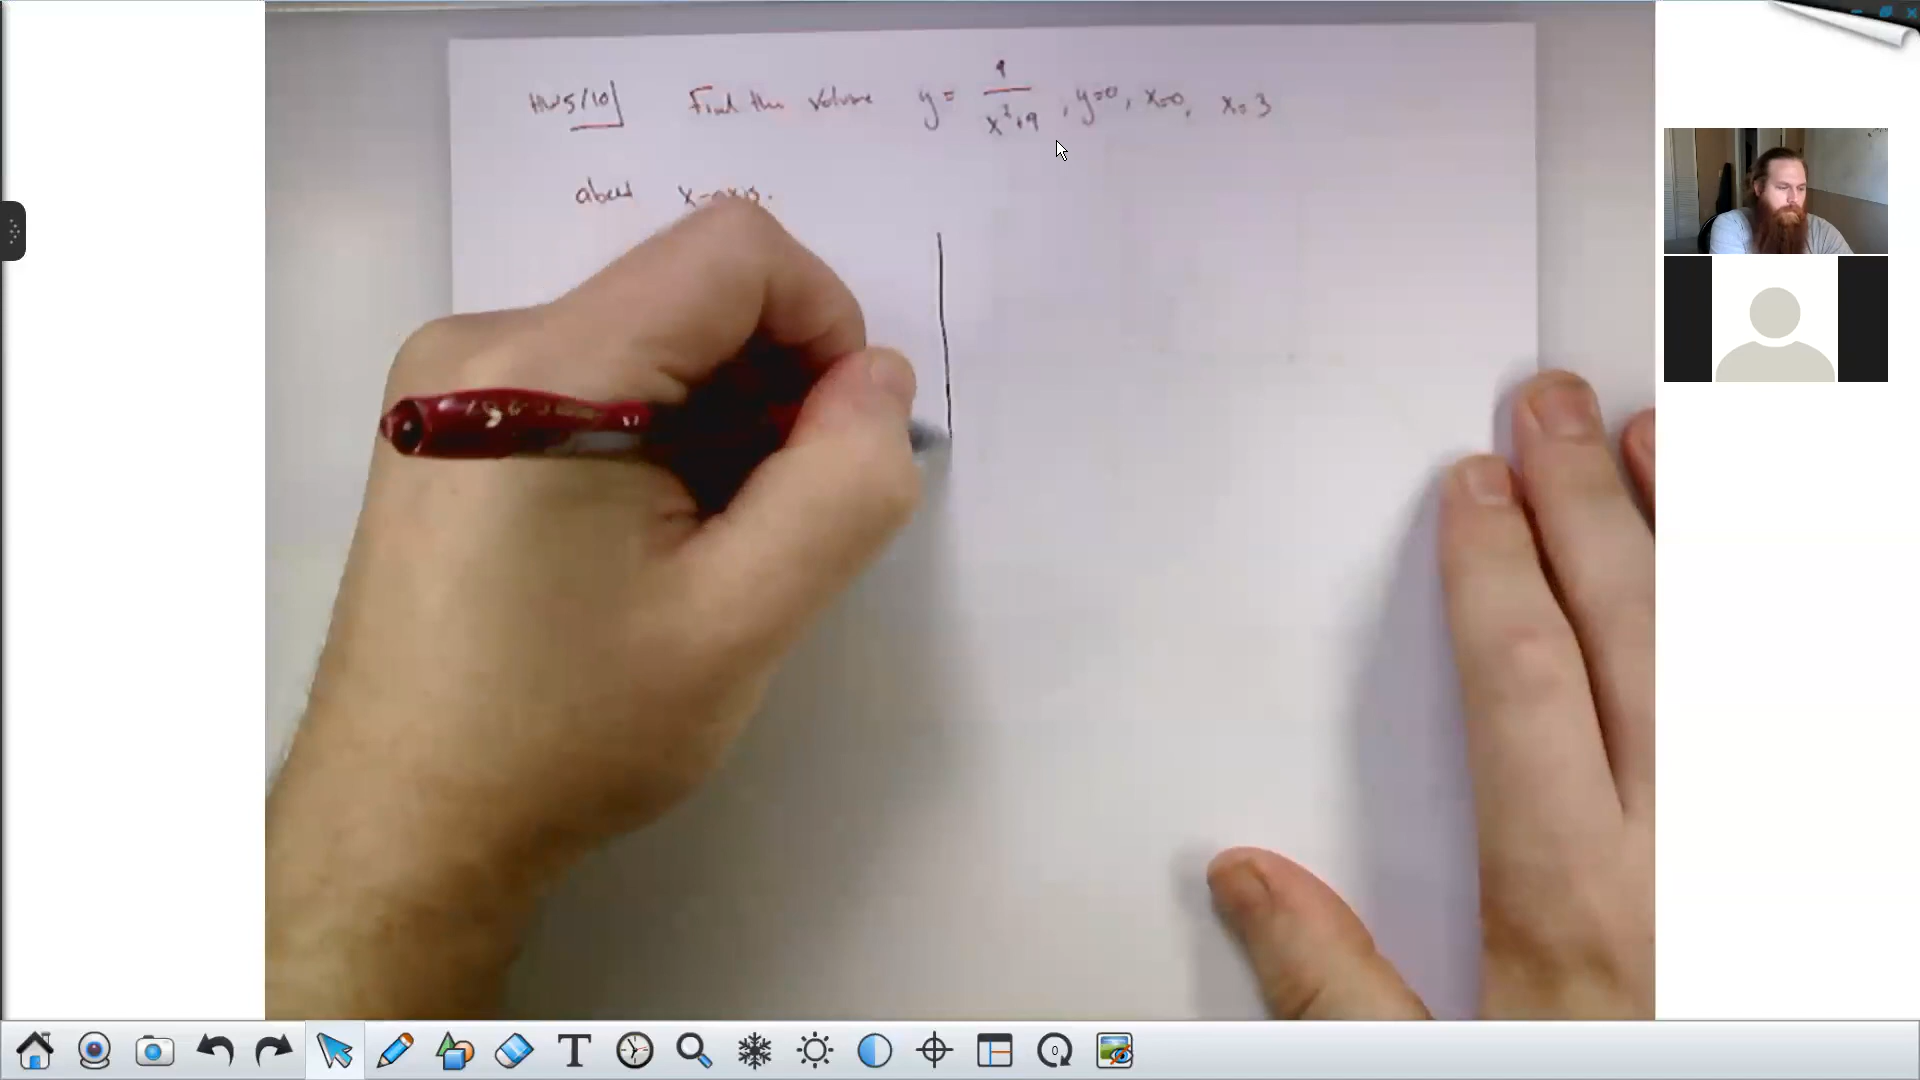 HW5/10 Find the Volume y = 9/(x²+9), y=0, x=0, x=3
about x-axis.